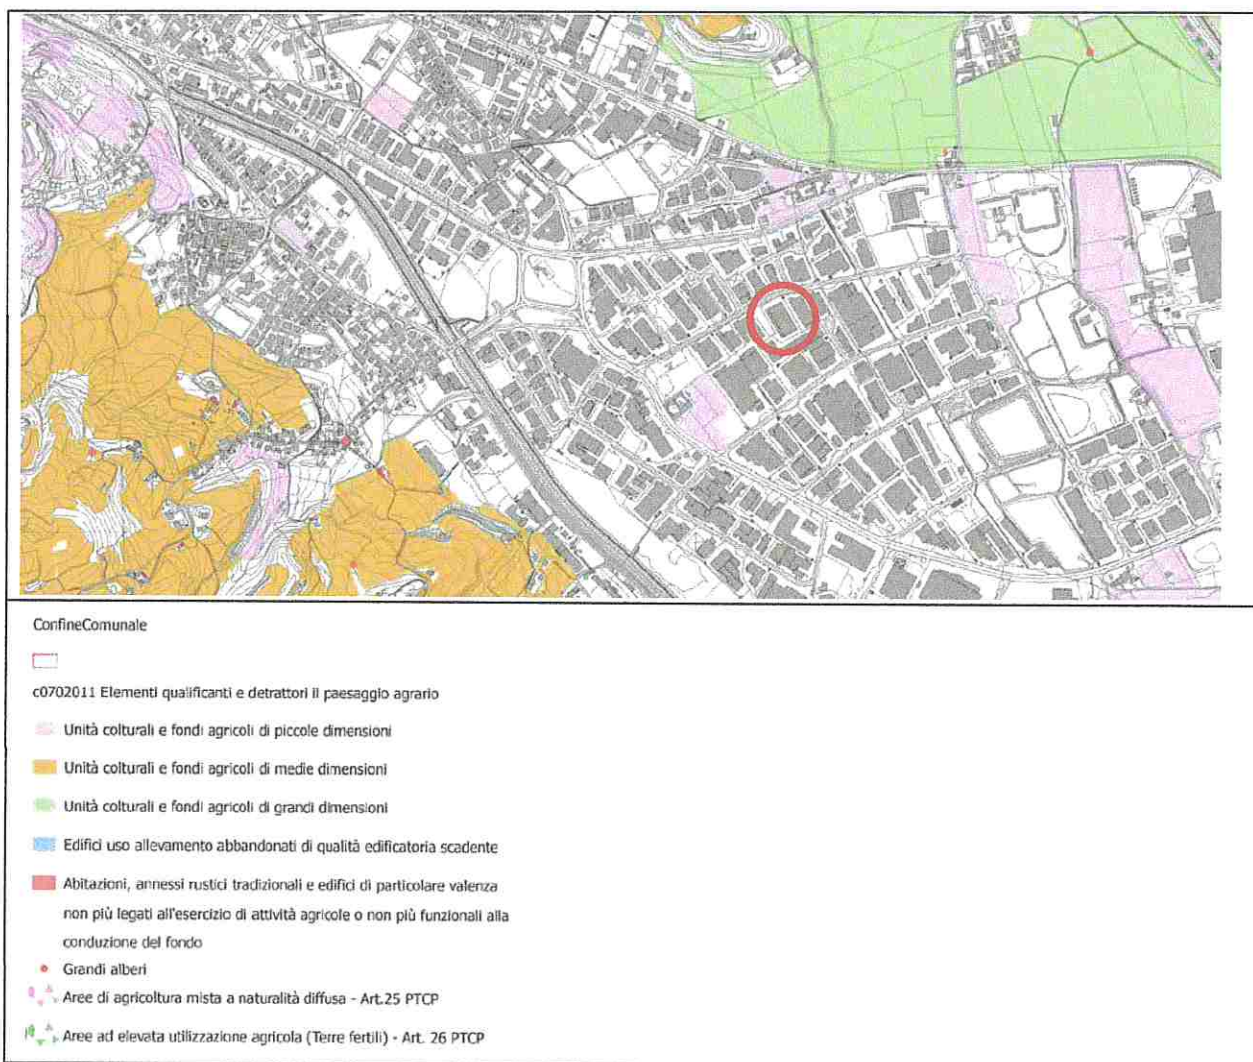 ConfineComunale
c0702011 Elementi qualificanti e detrattori il paesaggio agrario
Unità colturali e fondi agricoli di piccole dimensioni
Unità colturali e fondi agricoli di medie dimensioni
Unità colturali e fondi agricoli di grandi dimensioni
Edifici uso allevamento abbandonati di qualità edificatoria scadente
Abitazioni, annessi rustici tradizionali e edifici di particolare valenza
non più legati all'esercizio di attività agricole o non più funzionali alla
conduzione del fondo
Grandi alberi
Aree di agricoltura mista a naturalità diffusa - Art.25 PTCP
Aree ad elevata utilizzazione agricola (Terre fertili) - Art. 26 PTCP